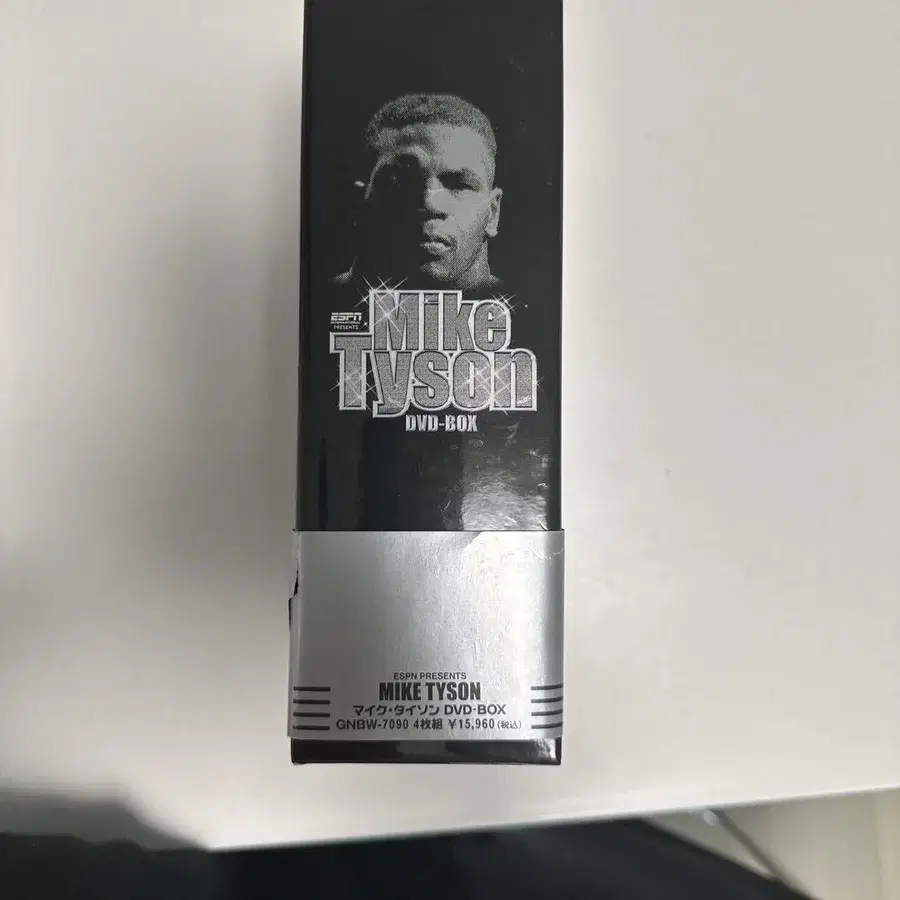 ESPN
INTERNATIONAL
PRESENTS
Mike
Tyson
DVD-BOX
ESPN PRESENTS
MIKE TYSON
マイク・タイソン DVD-BOX
GNBW-7090 4枚組 ¥15,960(税込)